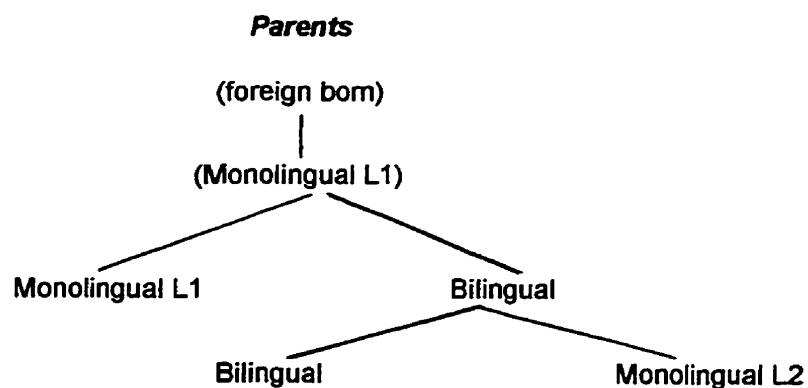 Parents
(foreign born)
(Monolingual L1)
Monolingual L1 Bilingual
Bilingual Monolingual L2